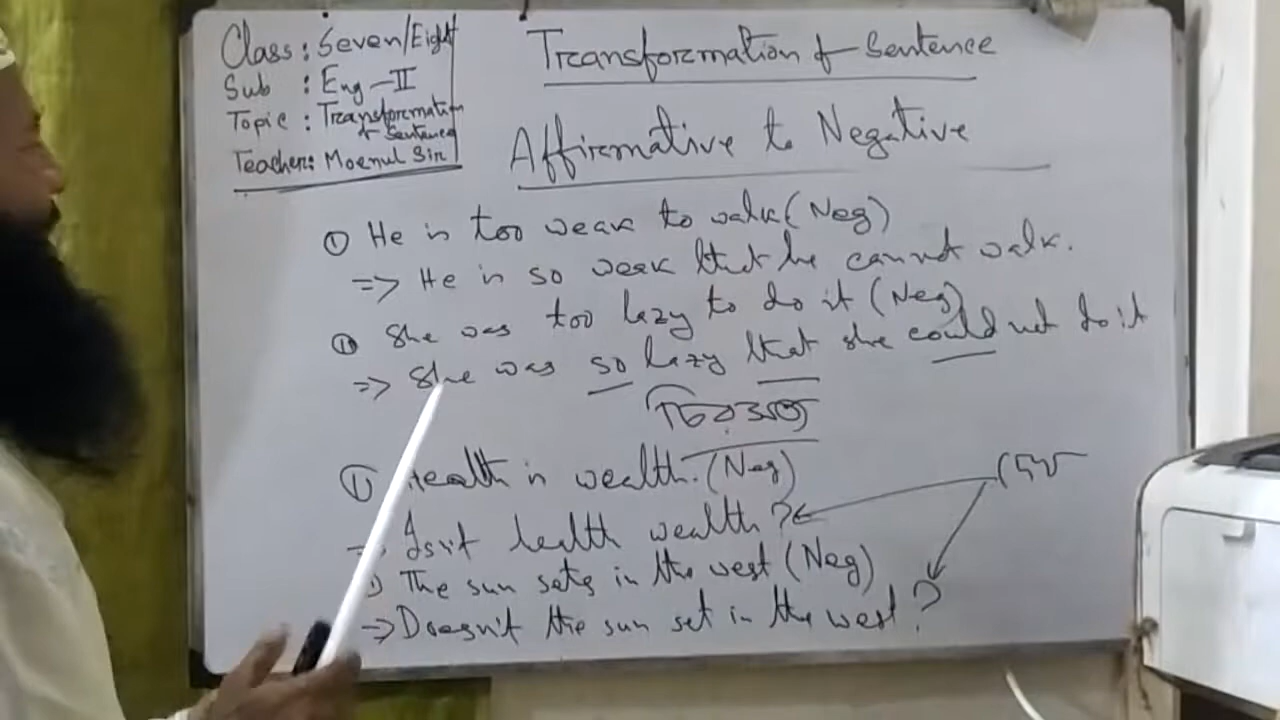 Class : Seven/Eight
Sub : Eng-II
Topic : Transformation
of Sentence
Teacher: Moenul Sir
Transformation of Sentence
Affirmative to Negative
① He is too weak to walk (Neg)
=> He is so weak that he cannot walk.
⑪ She was too lazy to do it (Neg)
=> She was so lazy that she could not do it
চিরসত্য
① Health is wealth. (Neg)
Isn't health wealth?
The sun sets in the west (Neg)
=> Doesn't the sun set in the west?